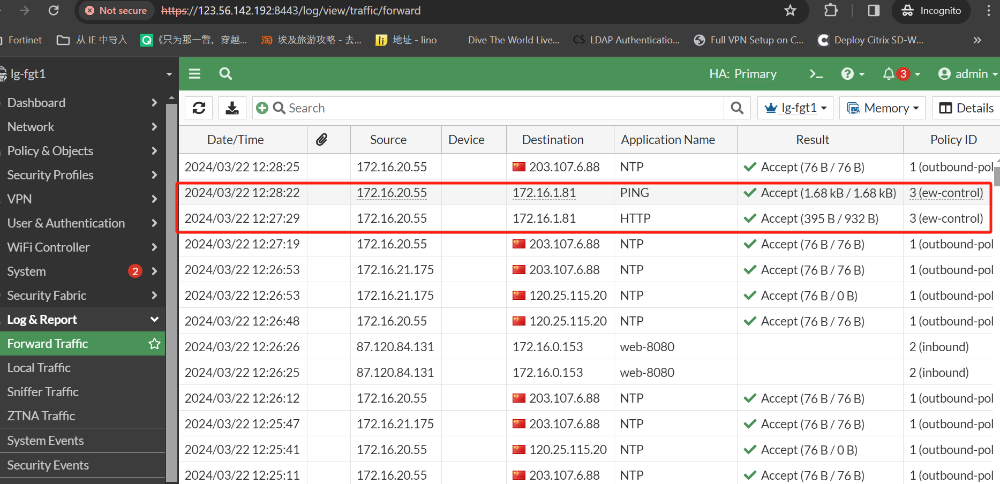 Not secure https://123.56.142.192:8443/log/view/traffic/forward Incognito
Fortinet 从 IE 中导入 《只为那一瞥，穿越... 淘 埃及旅游攻略 - 去... li 地址 - lino Dive The World Live... CS LDAP Authenticatio... Full VPN Setup on C... C Deploy Citrix SD-W... »
lg-fgt1 HA: Primary >_ ? 3 admin
Dashboard
Network
Policy & Objects
Security Profiles
VPN
User & Authentication
WiFi Controller
System 2
Security Fabric
Log & Report
Forward Traffic
Local Traffic
Sniffer Traffic
ZTNA Traffic
System Events
Security Events
Search lg-fgt1 Memory Details
Date/Time Source Device Destination Application Name Result Policy ID
2024/03/22 12:28:25 172.16.20.55 203.107.6.88 NTP Accept (76 B / 76 B) 1 (outbound-pol
2024/03/22 12:28:22 172.16.20.55 172.16.1.81 PING Accept (1.68 kB / 1.68 kB) 3 (ew-control)
2024/03/22 12:27:29 172.16.20.55 172.16.1.81 HTTP Accept (395 B / 932 B) 3 (ew-control)
2024/03/22 12:27:19 172.16.20.55 203.107.6.88 NTP Accept (76 B / 76 B) 1 (outbound-pol
2024/03/22 12:26:53 172.16.21.175 203.107.6.88 NTP Accept (76 B / 76 B) 1 (outbound-pol
2024/03/22 12:26:53 172.16.21.175 120.25.115.20 NTP Accept (76 B / 0 B) 1 (outbound-pol
2024/03/22 12:26:48 172.16.20.55 120.25.115.20 NTP Accept (76 B / 76 B) 1 (outbound-pol
2024/03/22 12:26:26 87.120.84.131 172.16.0.153 web-8080 2 (inbound)
2024/03/22 12:26:25 87.120.84.131 172.16.0.153 web-8080 2 (inbound)
2024/03/22 12:26:12 172.16.20.55 203.107.6.88 NTP Accept (76 B / 76 B) 1 (outbound-pol
2024/03/22 12:25:47 172.16.21.175 203.107.6.88 NTP Accept (76 B / 76 B) 1 (outbound-pol
2024/03/22 12:25:41 172.16.20.55 120.25.115.20 NTP Accept (76 B / 0 B) 1 (outbound-pol
2024/03/22 12:25:11 172.16.20.55 203.107.6.88 NTP Accept (76 B / 76 B) 1 (outbound-pol